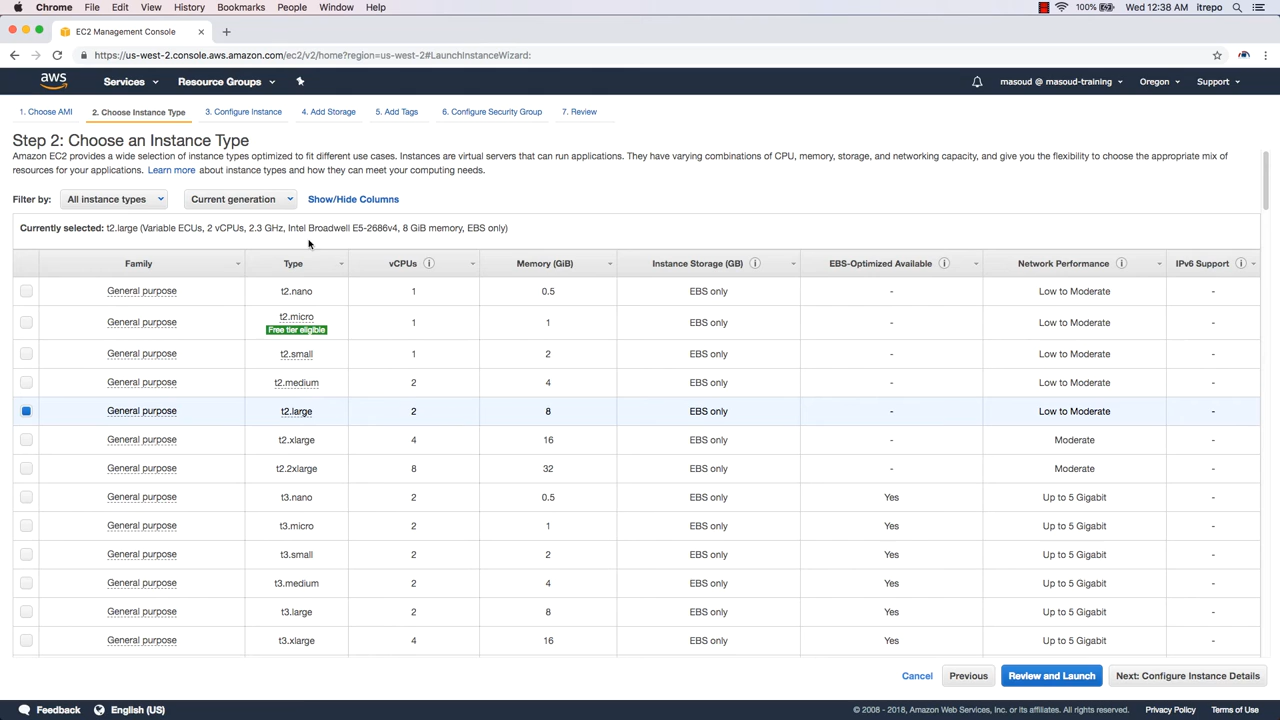 Chrome File Edit View History Bookmarks People Window Help 100% Wed 12:38 AM itrepo
EC2 Management Console
https://us-west-2.console.aws.amazon.com/ec2/v2/home?region=us-west-2#LaunchInstanceWizard:
aws Services Resource Groups masoud @ masoud-training Oregon Support
1. Choose AMI 2. Choose Instance Type 3. Configure Instance 4. Add Storage 5. Add Tags 6. Configure Security Group 7. Review
Step 2: Choose an Instance Type
Amazon EC2 provides a wide selection of instance types optimized to fit different use cases. Instances are virtual servers that can run applications. They have varying combinations of CPU, memory, storage, and networking capacity, and give you the flexibility to choose the appropriate mix of
resources for your applications. Learn more about instance types and how they can meet your computing needs.
Filter by: All instance types Current generation Show/Hide Columns
Currently selected: t2.large (Variable ECUs, 2 vCPUs, 2.3 GHz, Intel Broadwell E5-2686v4, 8 GiB memory, EBS only)
Family Type vCPUs Memory (GiB) Instance Storage (GB) EBS-Optimized Available Network Performance IPv6 Support
General purpose t2.nano 1 0.5 EBS only - Low to Moderate -
General purpose t2.micro 1 1 EBS only - Low to Moderate -
Free tier eligible
General purpose t2.small 1 2 EBS only - Low to Moderate -
General purpose t2.medium 2 4 EBS only - Low to Moderate -
General purpose t2.large 2 8 EBS only - Low to Moderate -
General purpose t2.xlarge 4 16 EBS only - Moderate -
General purpose t2.2xlarge 8 32 EBS only - Moderate -
General purpose t3.nano 2 0.5 EBS only Yes Up to 5 Gigabit -
General purpose t3.micro 2 1 EBS only Yes Up to 5 Gigabit -
General purpose t3.small 2 2 EBS only Yes Up to 5 Gigabit -
General purpose t3.medium 2 4 EBS only Yes Up to 5 Gigabit -
General purpose t3.large 2 8 EBS only Yes Up to 5 Gigabit -
General purpose t3.xlarge 4 16 EBS only Yes Up to 5 Gigabit -
Cancel Previous Review and Launch Next: Configure Instance Details
Feedback English (US) © 2008 - 2018, Amazon Web Services, Inc. or its affiliates. All rights reserved. Privacy Policy Terms of Use